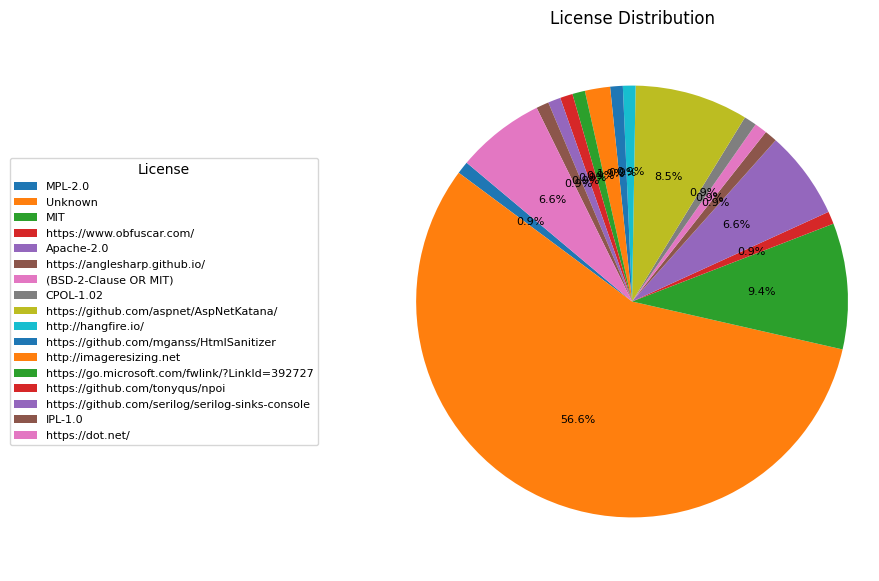 License Distribution
License
MPL-2.0
Unknown
MIT
https://www.obfuscar.com/
Apache-2.0
https://anglesharp.github.io/
(BSD-2-Clause OR MIT)
CPOL-1.02
https://github.com/aspnet/AspNetKatana/
http://hangfire.io/
https://github.com/mganss/HtmlSanitizer
http://imageresizing.net
https://go.microsoft.com/fwlink/?LinkId=392727
https://github.com/tonyqus/npoi
https://github.com/serilog/serilog-sinks-console
IPL-1.0
https://dot.net/
0.9%
56.6%
9.4%
0.9%
6.6%
0.9%
0.9%
0.9%
8.5%
0.9%
6.6%